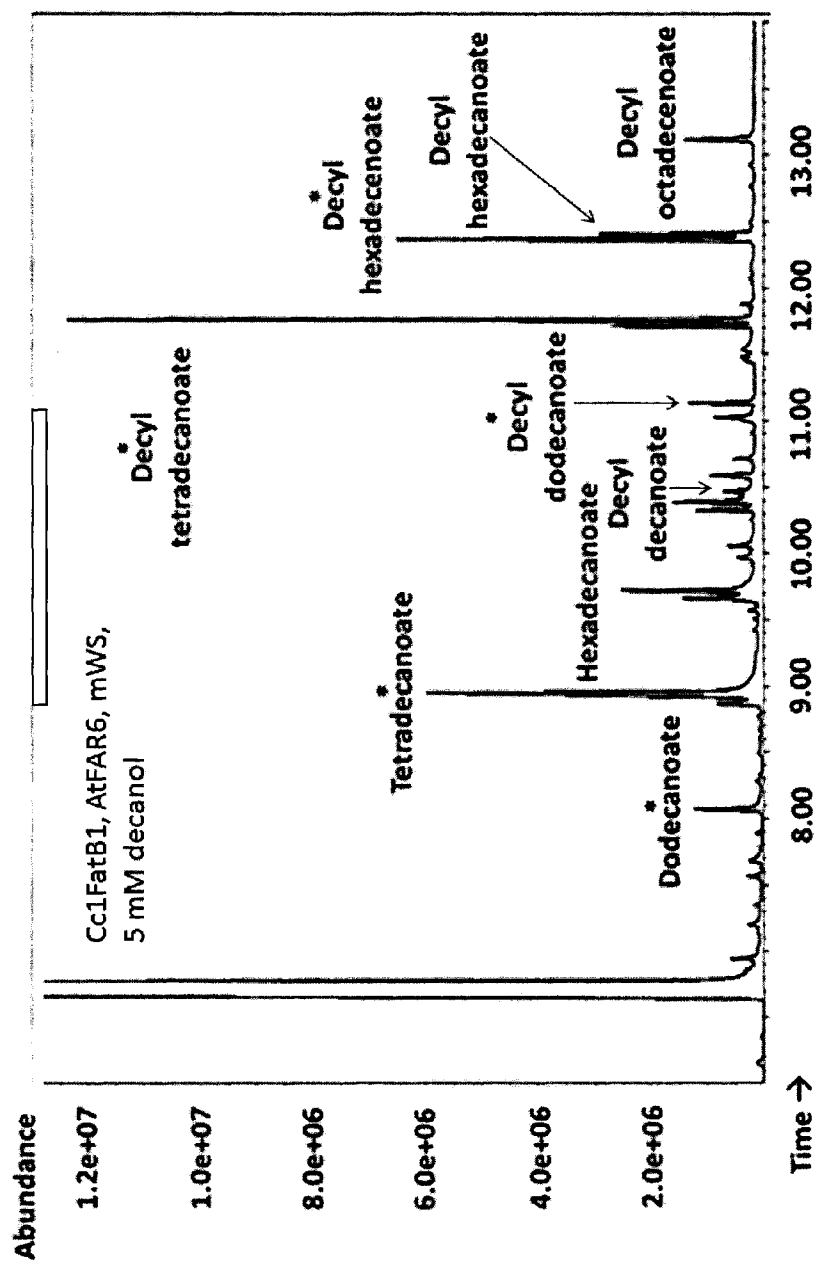 Abundance
1.2e+07
1.0e+07
8.0e+06
6.0e+06
4.0e+06
2.0e+06
Time →
8.00
9.00
10.00
11.00
12.00
13.00
Cc1FatB1, AtFAR6, mWS,
5 mM decanol
*
Dodecanoate
*
Tetradecanoate
Hexadecanoate
Decyl
decanoate
*
Decyl
dodecanoate
*
Decyl
tetradecanoate
*
Decyl
hexadecenoate
Decyl
hexadecanoate
Decyl
octadecenoate